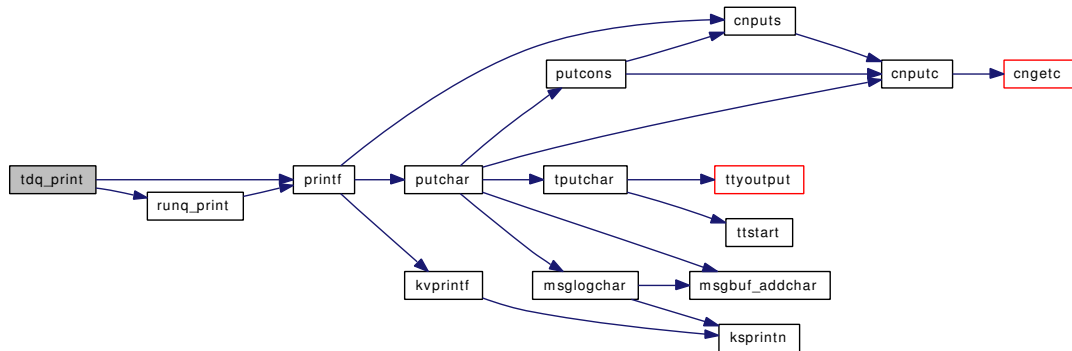 cnputs
putcons
cnputc
cngetc
tdq_print
printf
putchar
tputchar
ttyoutput
runq_print
ttstart
kvprintf
msglogchar
msgbuf_addchar
ksprintn